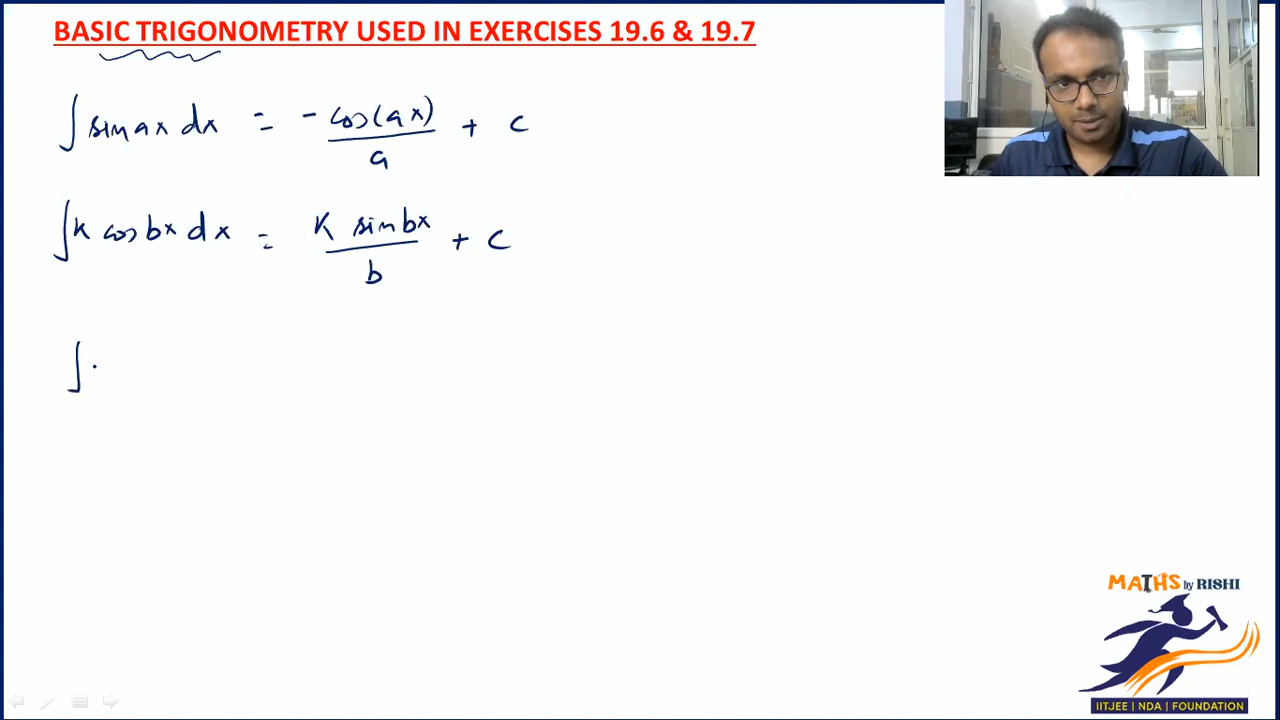 BASIC TRIGONOMETRY USED IN EXERCISES 19.6 & 19.7
∫ sin ax dx = - cos(ax)/a + c
∫ K cos bx dx = K sin bx/b + c
∫
MATHS by RISHI
IITJEE | NDA | FOUNDATION